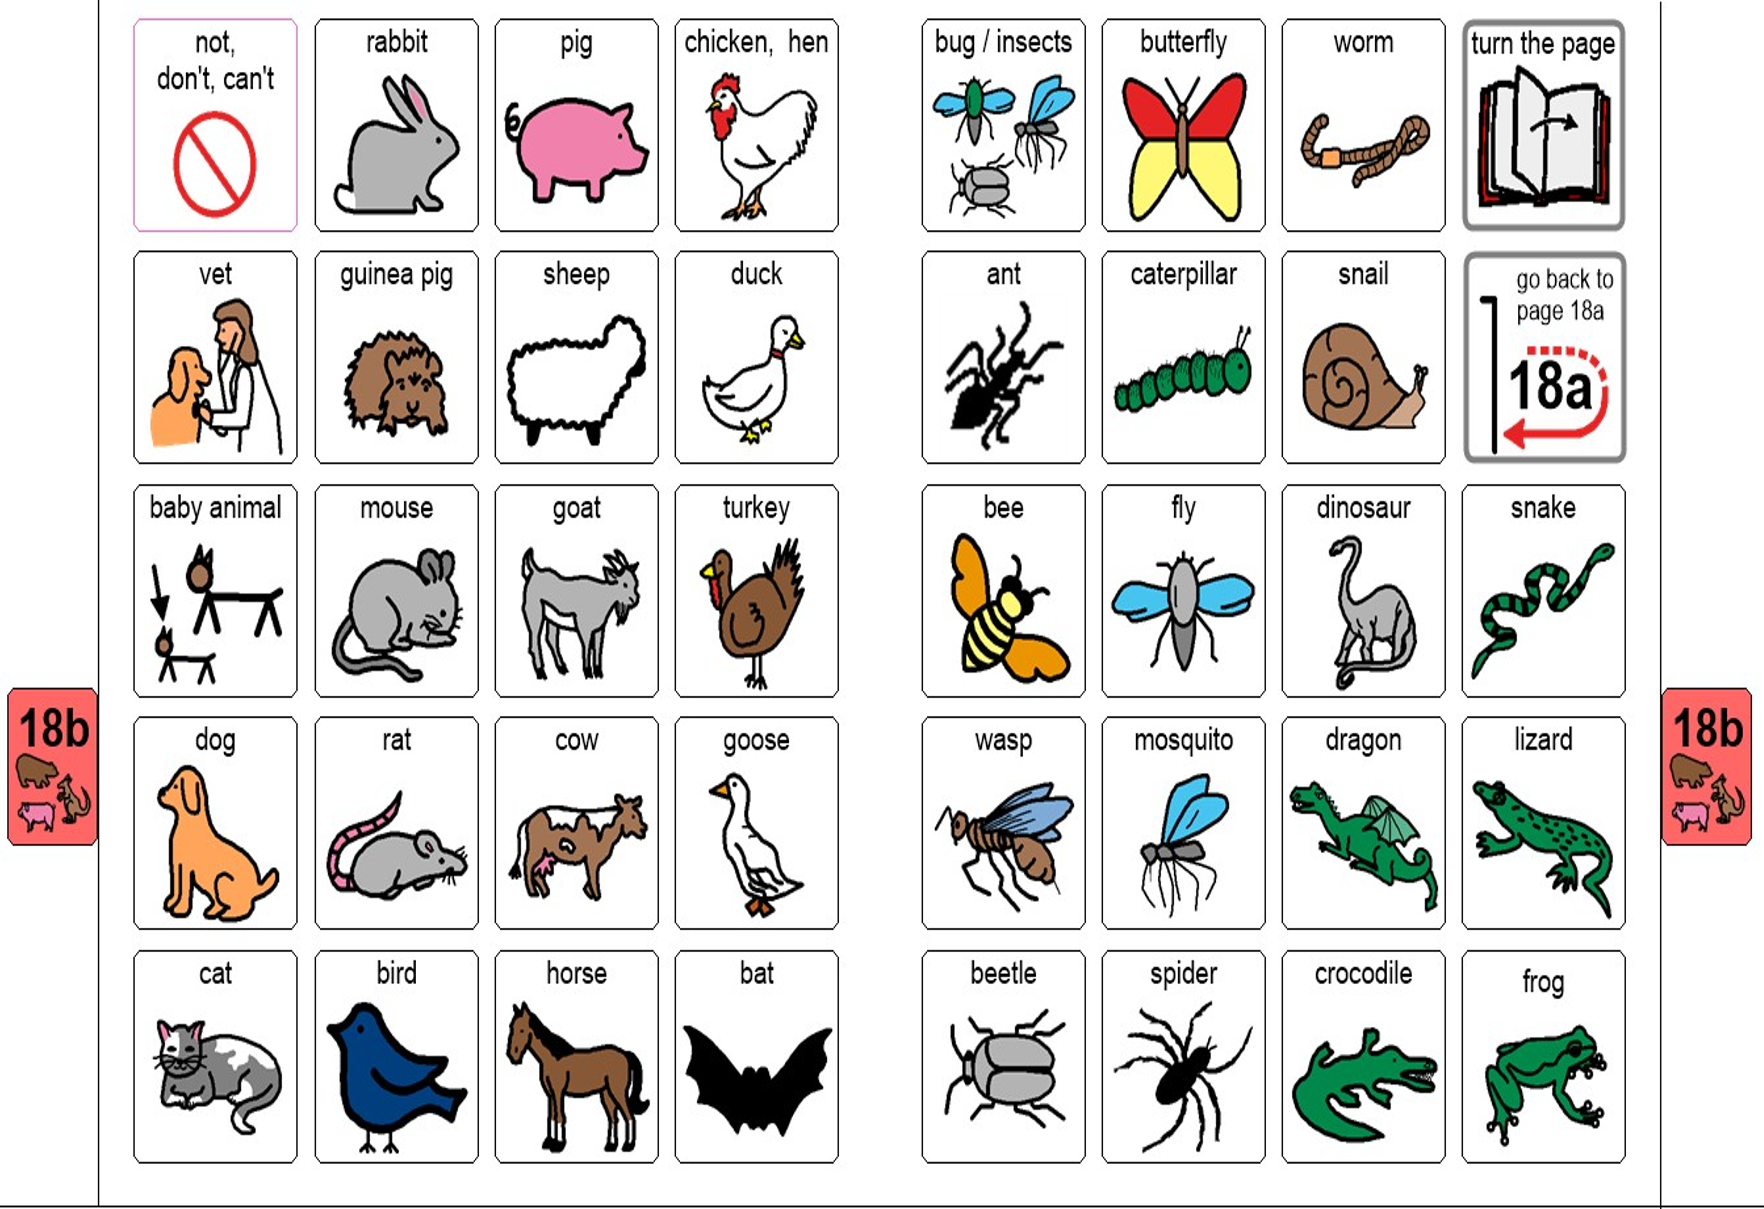 not,
don't, can't
rabbit
pig
chicken, hen
bug / insects
butterfly
worm
turn the page
vet
guinea pig
sheep
duck
ant
caterpillar
snail
go back to
page 18a
18a
baby animal
mouse
goat
turkey
bee
fly
dinosaur
snake
18b
18b
dog
rat
cow
goose
wasp
mosquito
dragon
lizard
cat
bird
horse
bat
beetle
spider
crocodile
frog